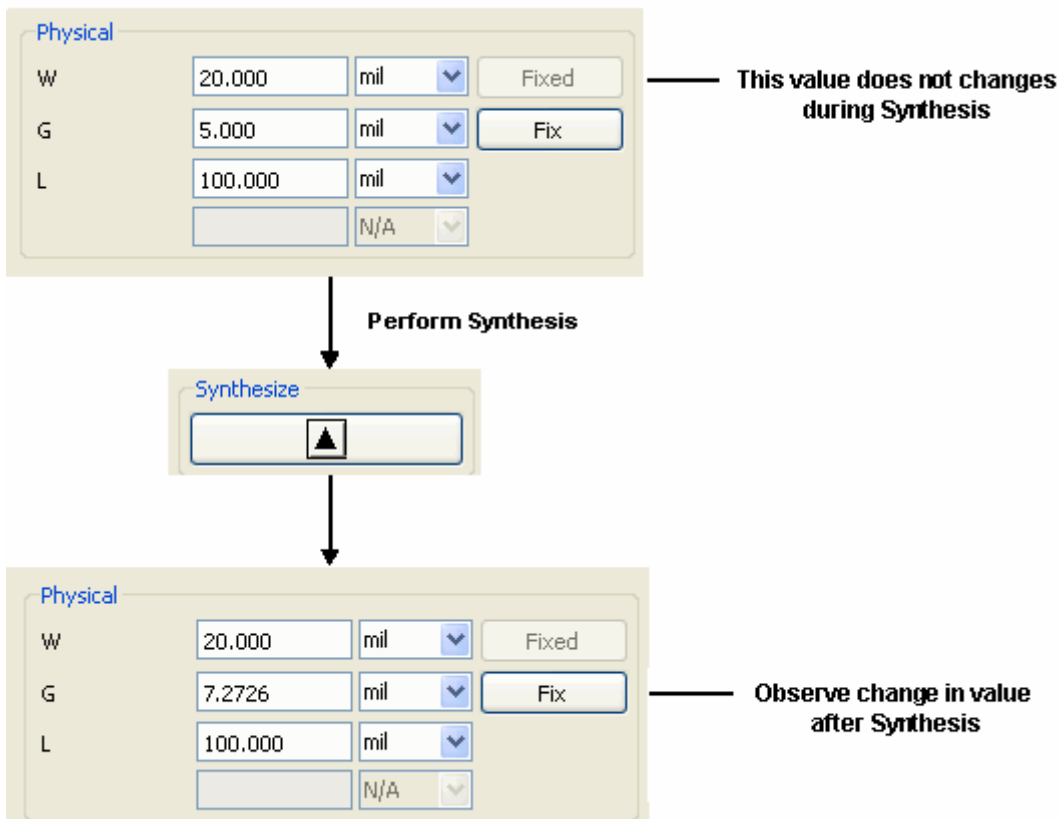 Physical
W 20.000 mil Fixed
This value does not changes
during Synthesis
G 5.000 mil Fix
L 100.000 mil
N/A
Perform Synthesis
Synthesize
Physical
W 20.000 mil Fixed
G 7.2726 mil Fix
Observe change in value
after Synthesis
L 100.000 mil
N/A